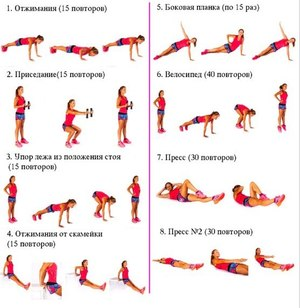 1. Отжимания (15 повторов)
2. Приседание(15 повторов)
3. Упор лежа из положения стоя
(15 повторов)
4. Отжимания от скамейки
(15 повторов)
5. Боковая планка (по 15 раз)
6. Велосипед (40 повторов)
7. Пресс (30 повторов)
8. Пресс №2 (30 повторов)